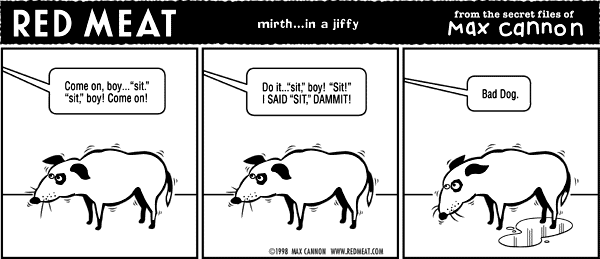 RED MEAT
mirth...in a jiffy
from the secret files of
Max cannon
Come on, boy..."sit."
"sit," boy! Come on!
Do it.."sit," boy! "Sit!"
I SAID "SIT," DAMMIT!
Bad Dog.
©1998 MAX CANNON WWW.REDMEAT.COM